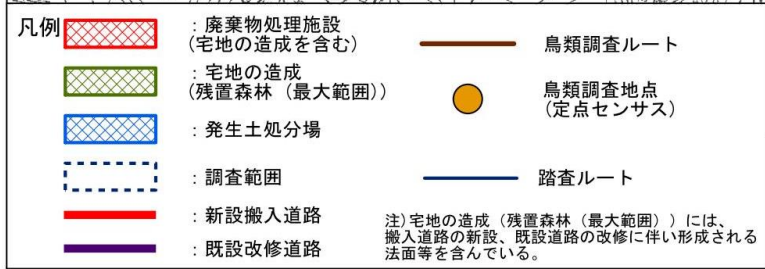 凡例
：廃棄物処理施設
（宅地の造成を含む）
：宅地の造成
（残置森林（最大範囲））
：発生土処分場
：調査範囲
：新設搬入道路
：既設改修道路
鳥類調査ルート
鳥類調査地点
（定点センサス）
踏査ルート
注）宅地の造成（残置森林（最大範囲））には、
搬入道路の新設、既設道路の改修に伴い形成される
法面等を含んでいる。